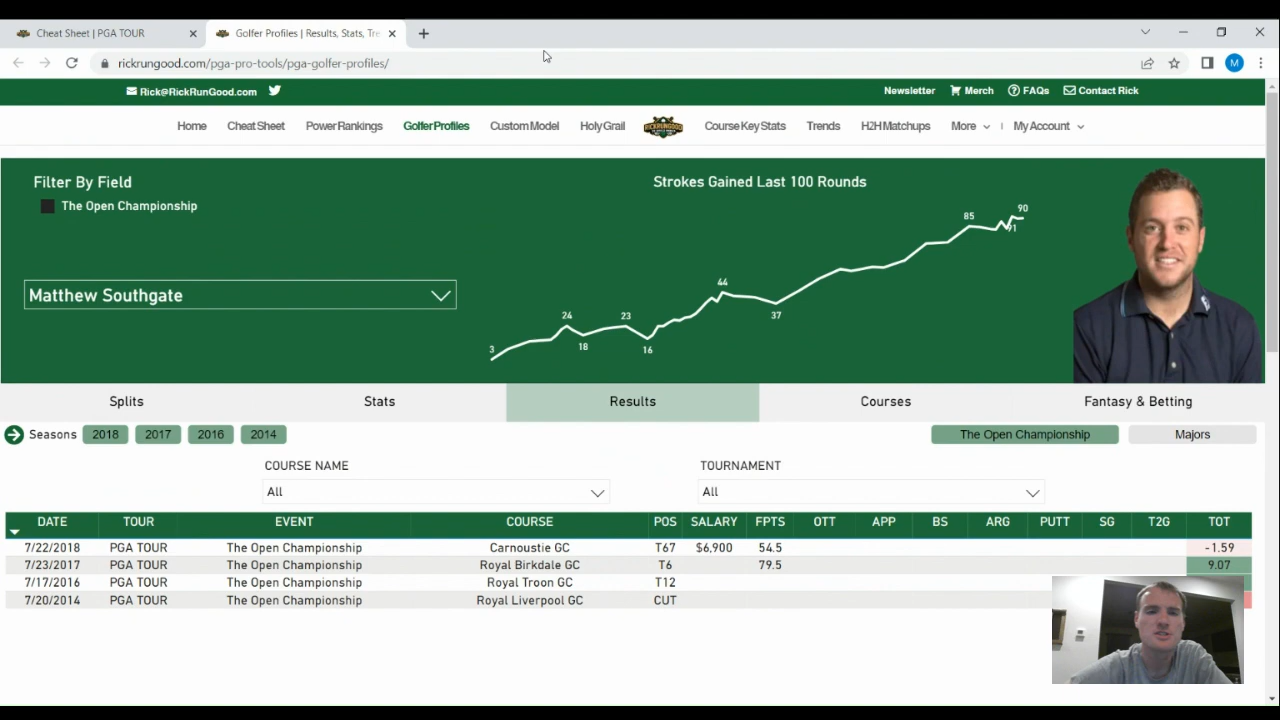 Cheat Sheet | PGA TOUR
Golfer Profiles | Results, Stats, Tre
rickrungood.com/pga-pro-tools/pga-golfer-profiles/
M
Rick@RickRunGood.com
Newsletter Merch FAQs Contact Rick
Home Cheat Sheet Power Rankings Golfer Profiles Custom Model Holy Grail RICKRUNGOOD Course Key Stats Trends H2H Matchups More My Account
Filter By Field
The Open Championship
Matthew Southgate
Strokes Gained Last 100 Rounds
3 24 18 23 16 44 37 85 91 90
Splits Stats Results Courses Fantasy & Betting
Seasons 2018 2017 2016 2014 The Open Championship Majors
COURSE NAME TOURNAMENT
All All
DATE TOUR EVENT COURSE POS SALARY FPTS OTT APP BS ARG PUTT SG T2G TOT
7/22/2018 PGA TOUR The Open Championship Carnoustie GC T67 $6,900 54.5 -1.59
7/23/2017 PGA TOUR The Open Championship Royal Birkdale GC T6 79.5 9.07
7/17/2016 PGA TOUR The Open Championship Royal Troon GC T12
7/20/2014 PGA TOUR The Open Championship Royal Liverpool GC CUT